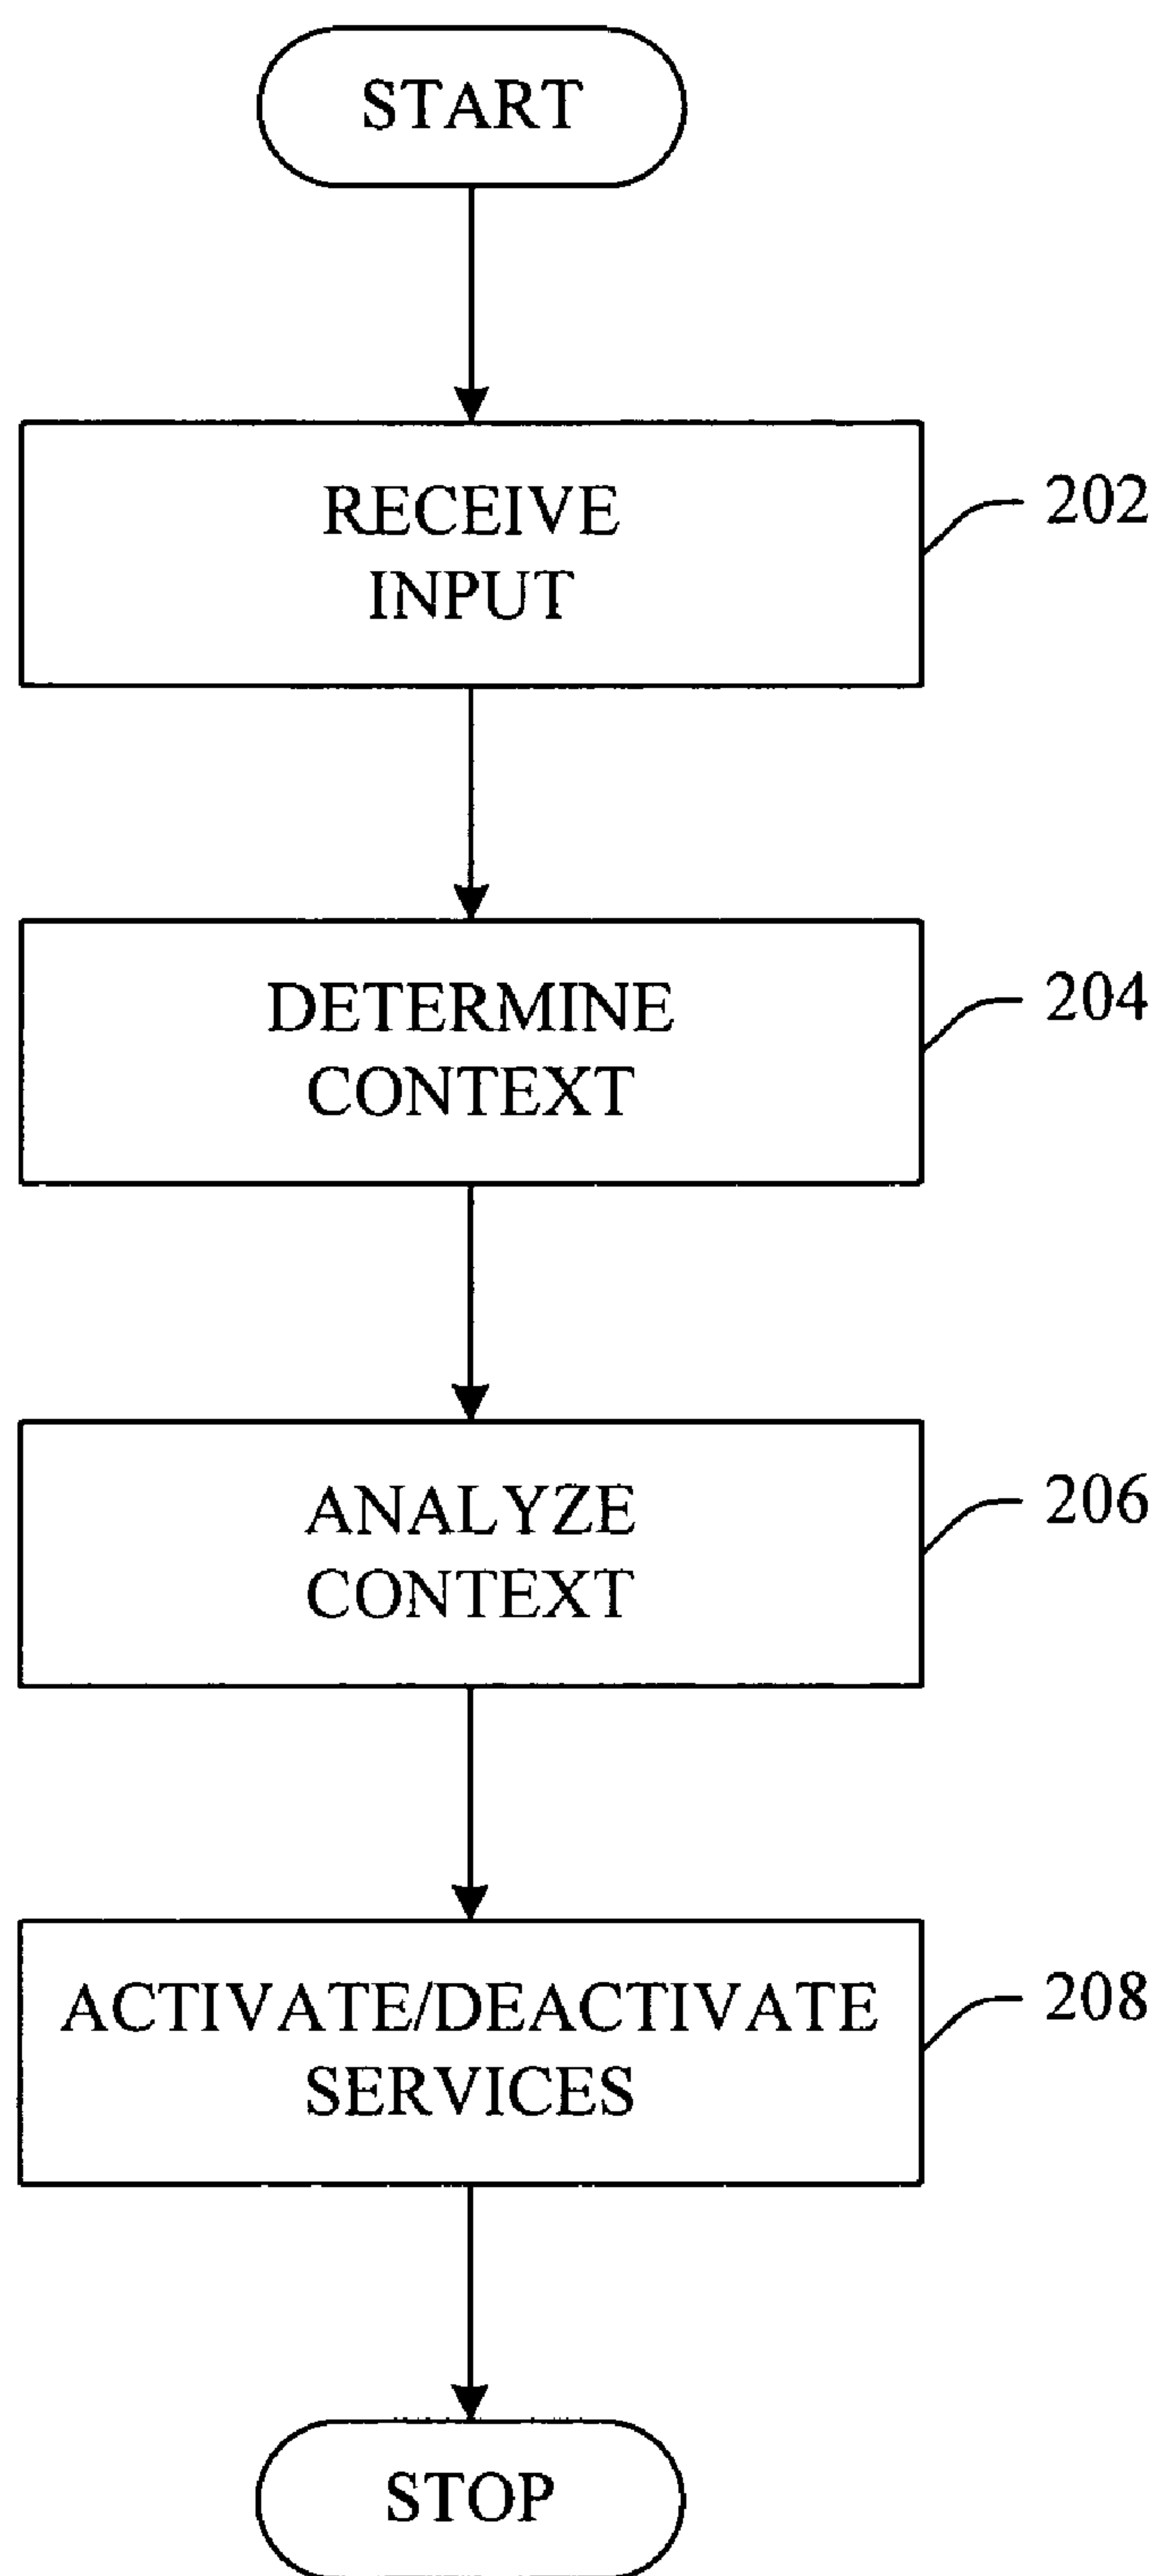 START
RECEIVE
INPUT
202
DETERMINE
CONTEXT
204
ANALYZE
CONTEXT
206
ACTIVATE/DEACTIVATE
SERVICES
208
STOP